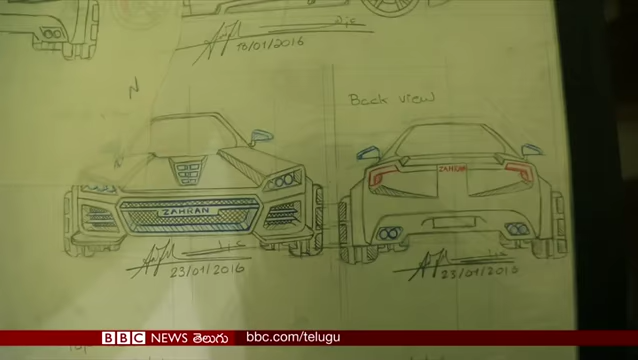 18/01/2016
Back view
ZAHRAN
ZAHRAN
23/01/2016
23/01/2016
BBC NEWS తెలుగు bbc.com/telugu